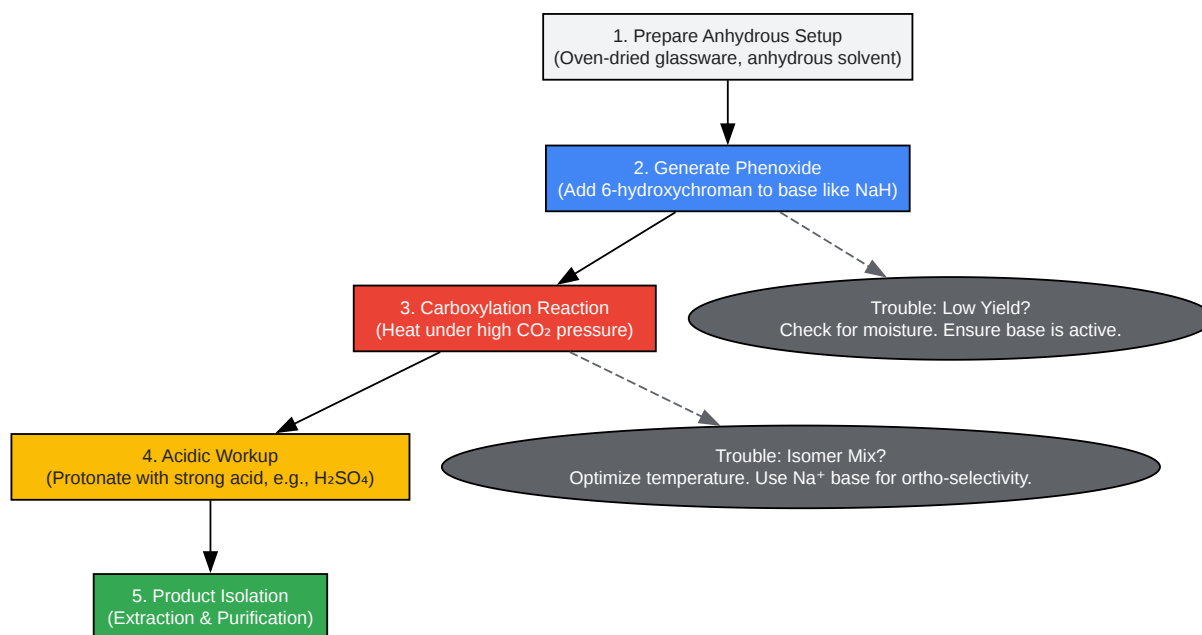 1. Prepare Anhydrous Setup
(Oven-dried glassware, anhydrous solvent)
2. Generate Phenoxide
(Add 6-hydroxychroman to base like NaH)
3. Carboxylation Reaction
(Heat under high CO₂ pressure)
Trouble: Low Yield?
Check for moisture. Ensure base is active.
4. Acidic Workup
(Protonate with strong acid, e.g., H₂SO₄)
Trouble: Isomer Mix?
Optimize temperature. Use Na⁺ base for ortho-selectivity.
5. Product Isolation
(Extraction & Purification)